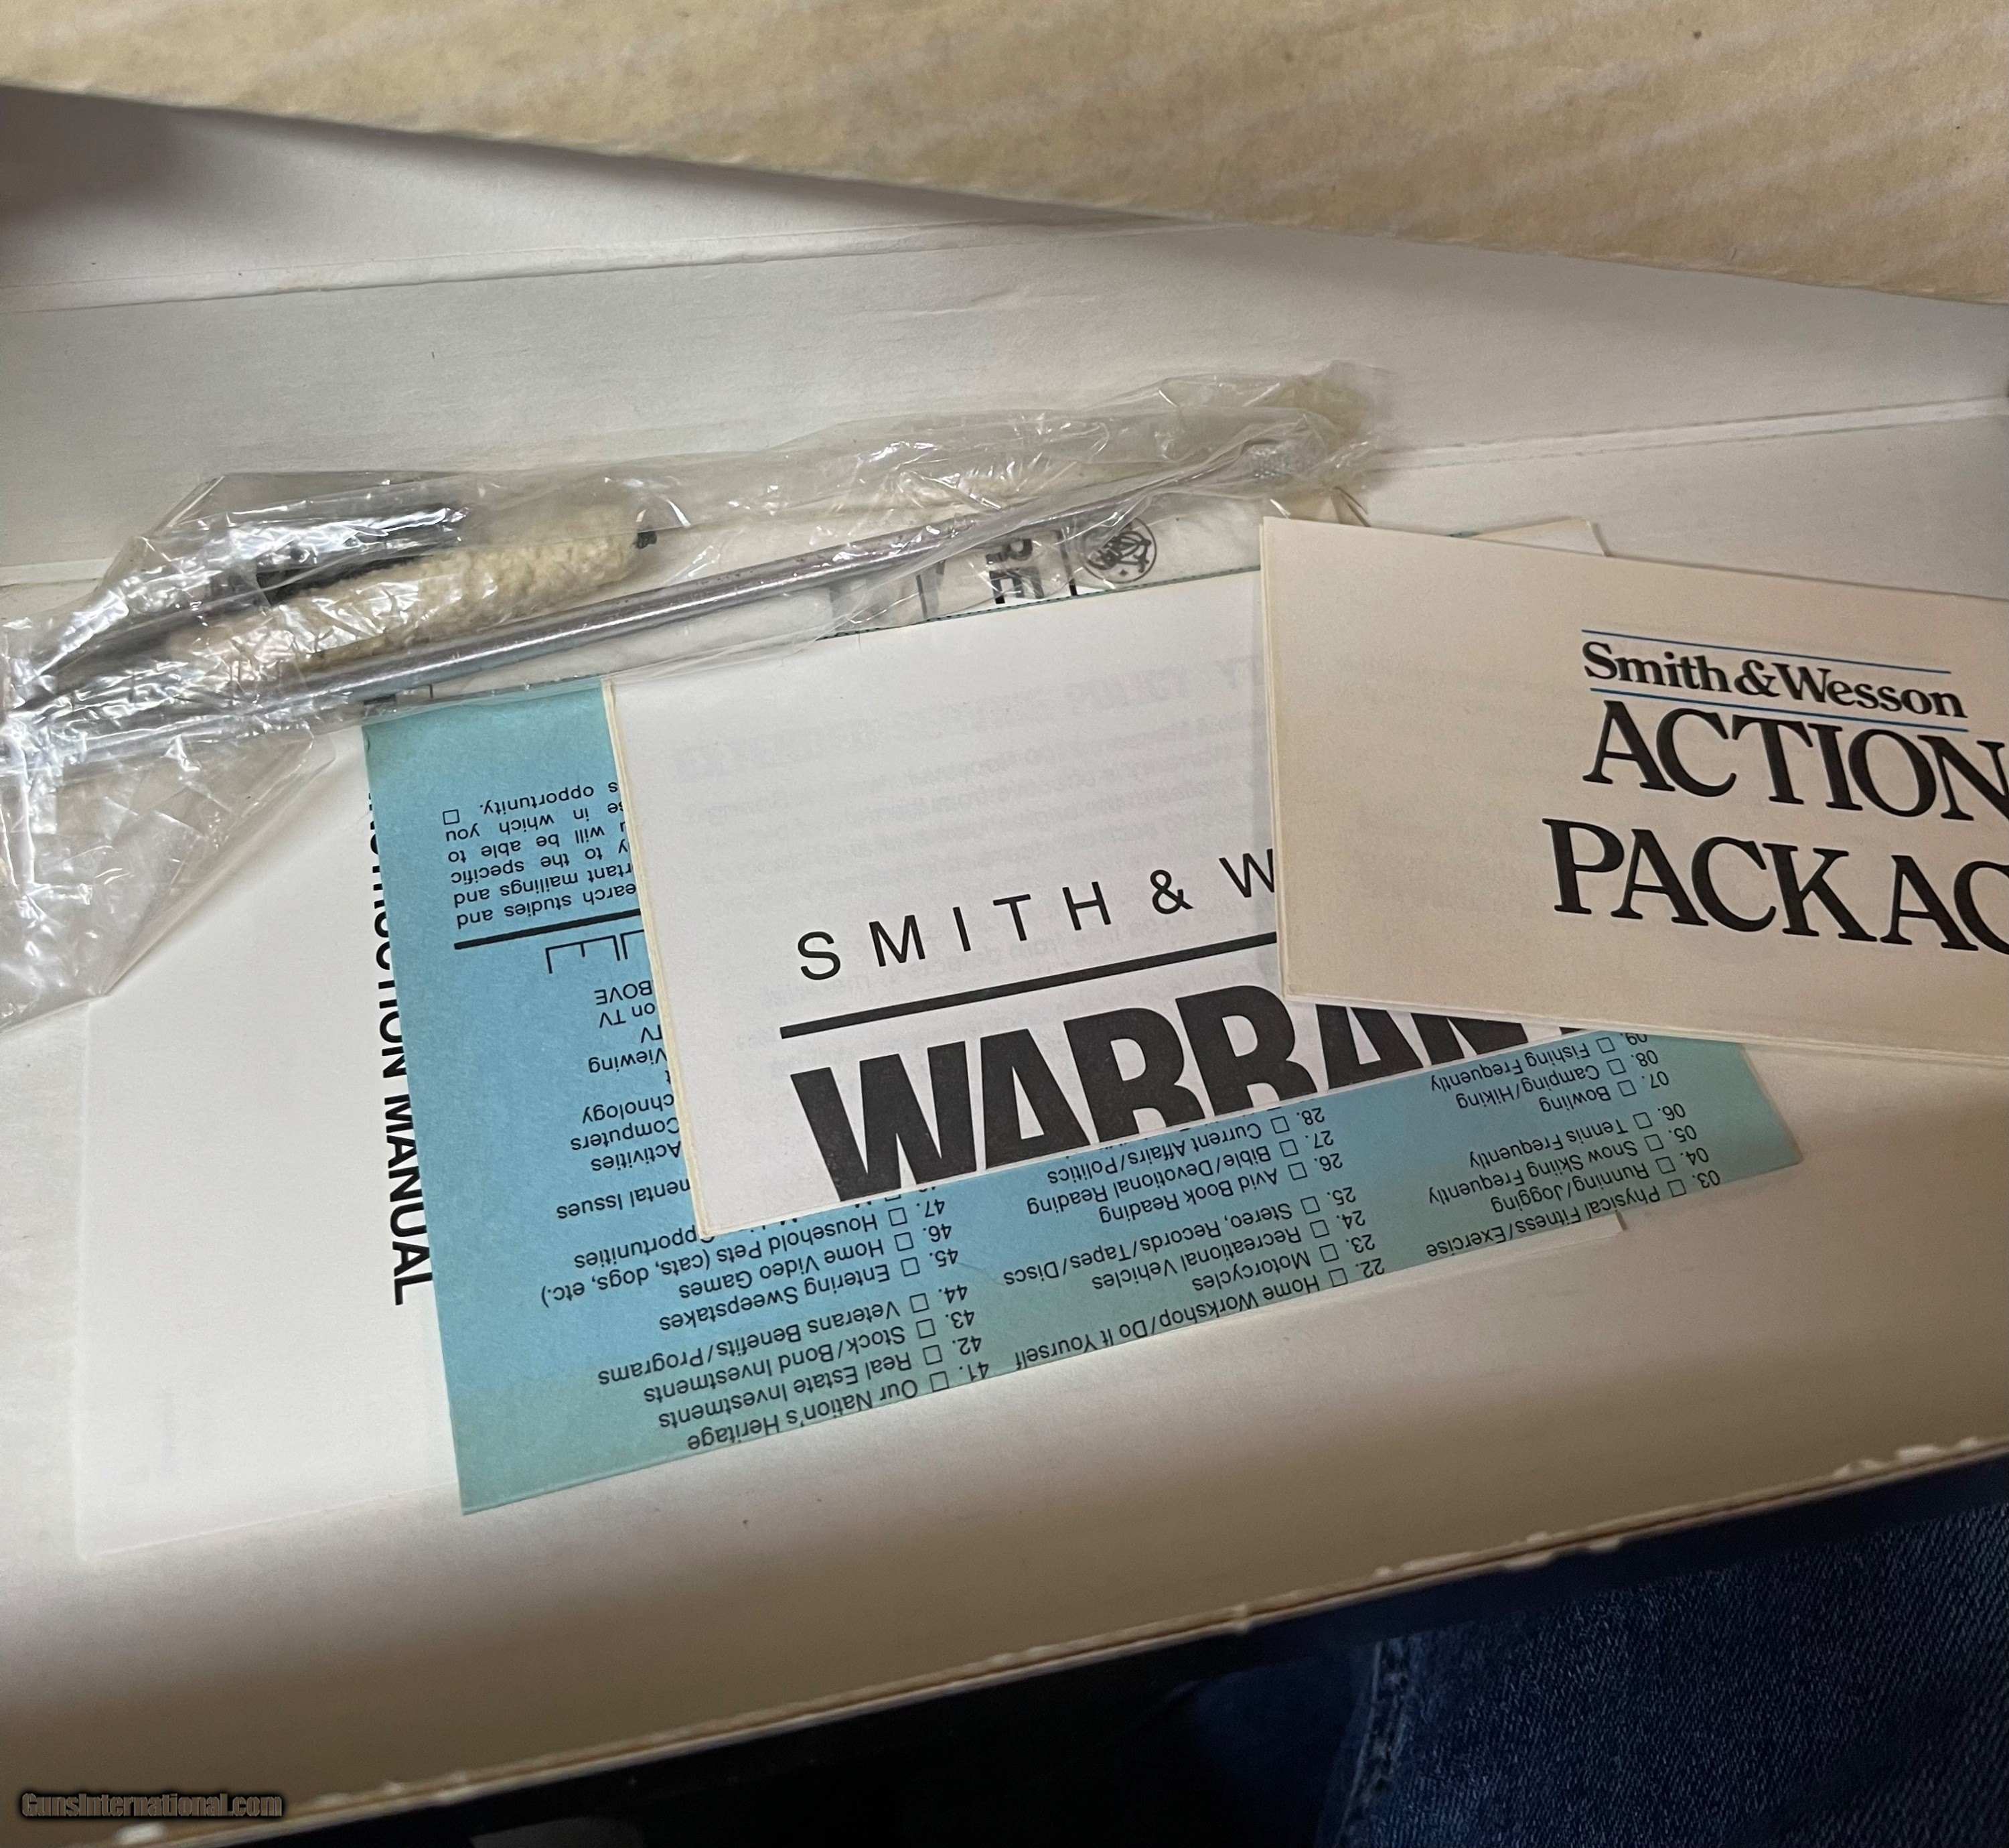 Smith & Wesson
ACTION
PACKAG
SMITH & W
WARRAN
RE
UCTION MANUAL
03. □ Physical Fitness/Exercise
04. □ Running/Jogging
05. □ Snow Skiing Frequently
06. □ Tennis Frequently
07. □ Bowling
08. □ Camping/Hiking
09. □ Fishing Frequently
22. □ Home Workshop/Do It Yourself
23. □ Motorcycles
24. □ Recreational Vehicles
25. □ Stereo, Records/Tapes/Discs
26. □ Avid Book Reading
27. □ Bible/Devotional Reading
28. □ Current Affairs/Politics
41. □ Our Nation's Heritage
42. □ Real Estate Investments
43. □ Stock/Bond Investments
44. □ Veterans Benefits/Programs
45. □ Entering Sweepstakes
46. □ Home Video Games
47. □ Household Pets (cats, dogs, etc.)
Opportunities
mental Issues
Activities
Computers
chnology
t
Viewing
TV
on TV
BOVE
earch studies and
rtant mailings and
y to the specific
u will be able to
se in which you
s opportunity. □
GunsInternational.com